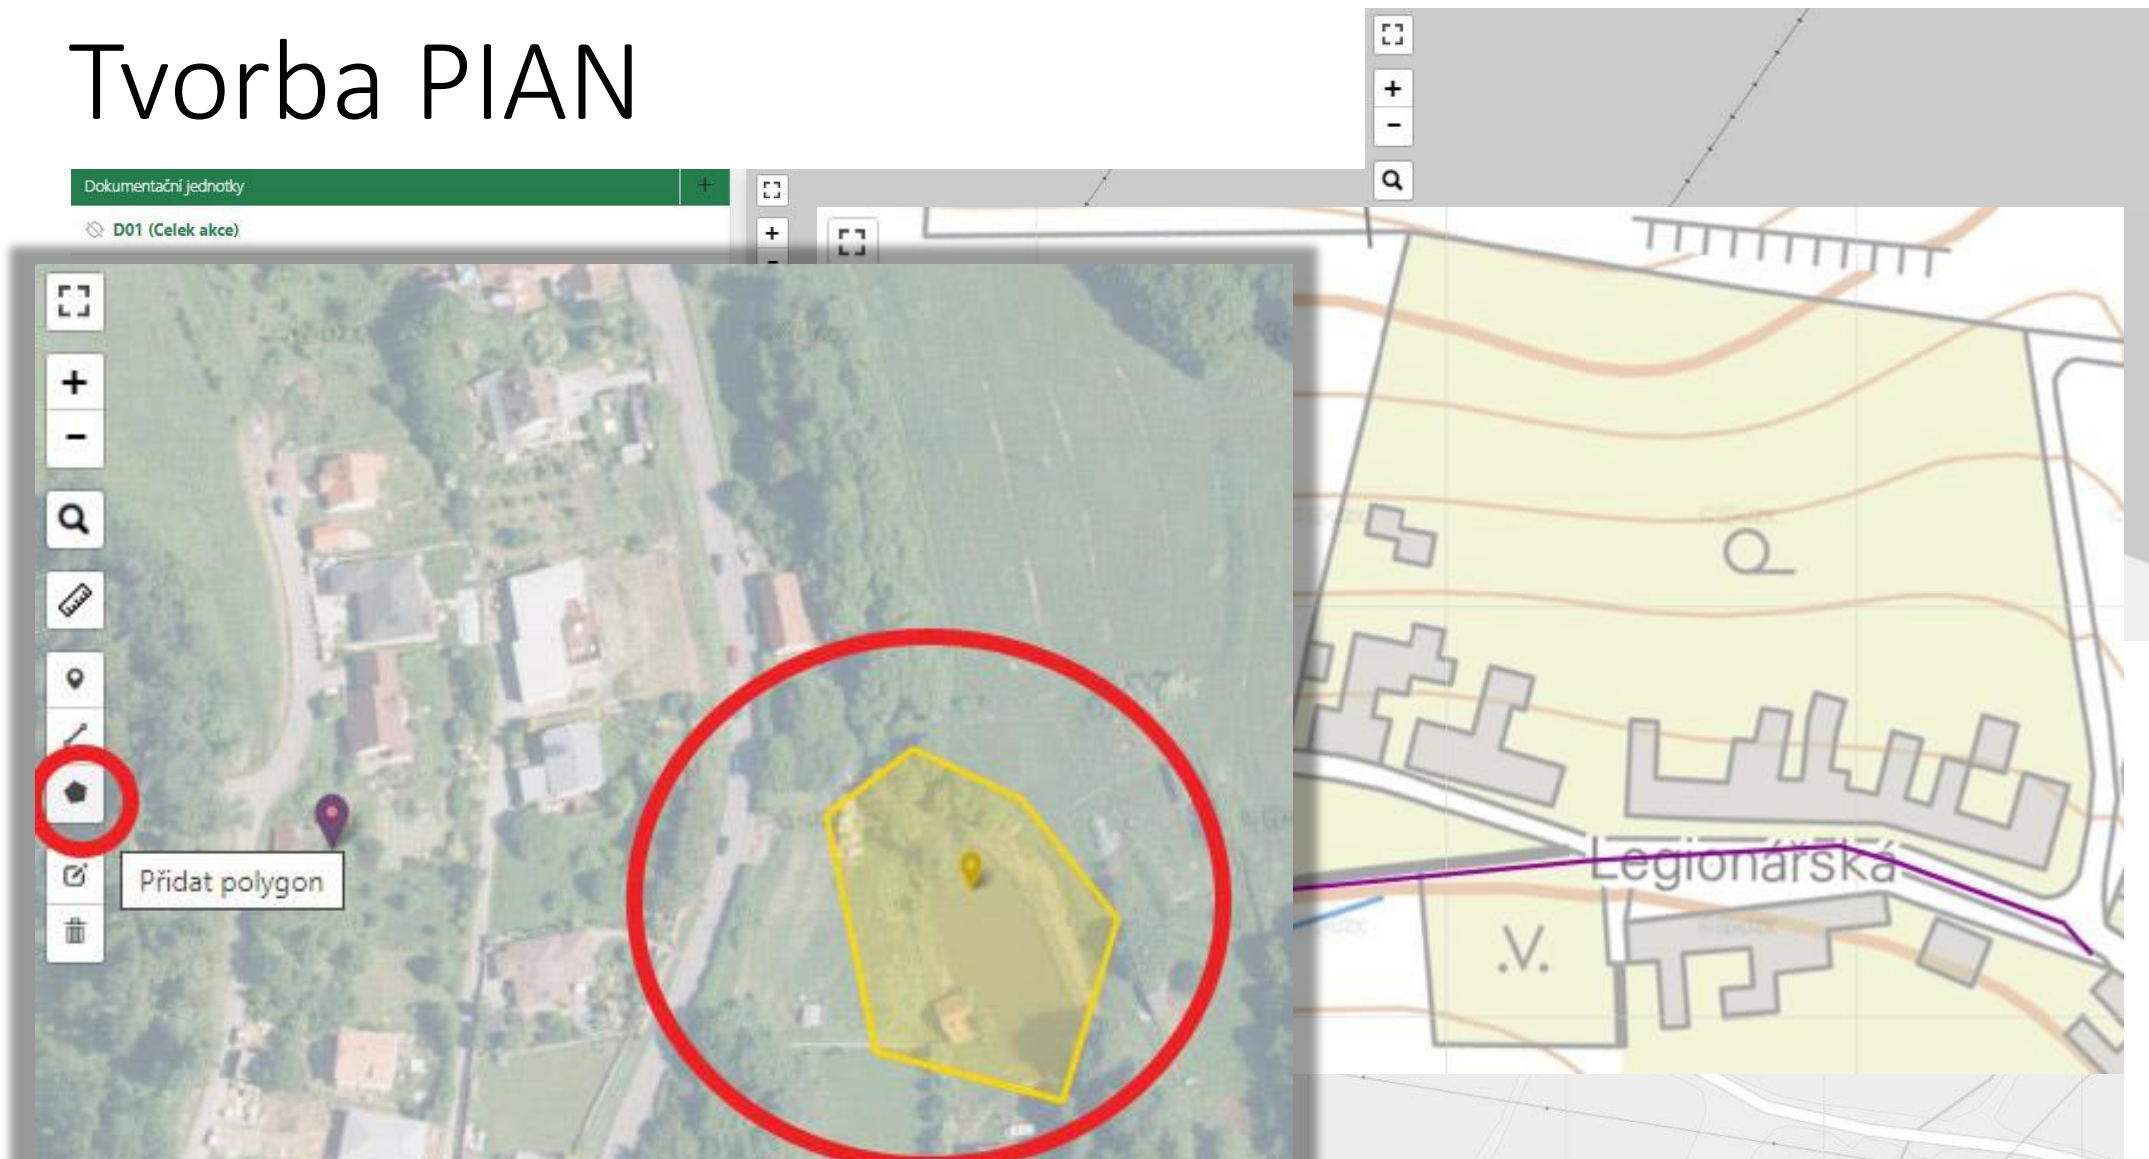 Tvorba PIAN
Dokumentační jednotky
D01 (Celek akce)
Přidat polygon
Legionářská